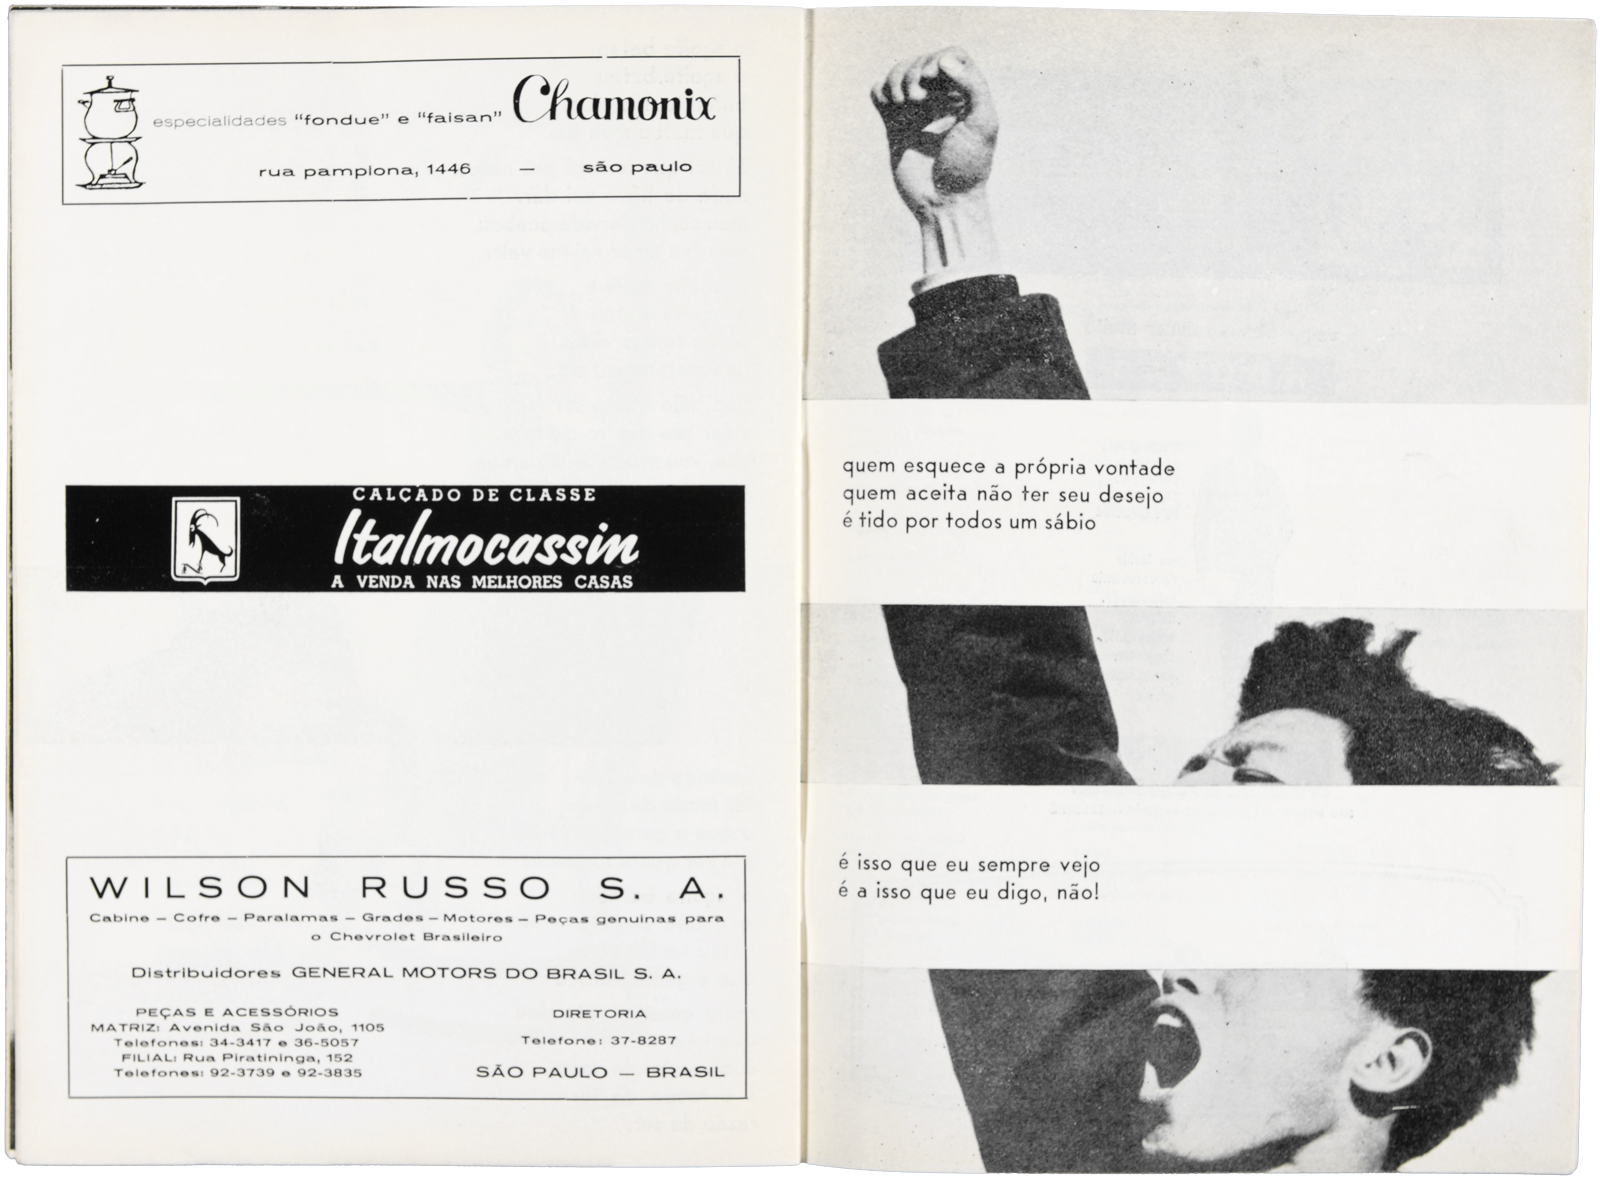 especialidades “fondue” e “faisan” Chamonix
rua pamplona, 1446 — são paulo
CALÇADO DE CLASSE
Italmocassin
A VENDA NAS MELHORES CASAS
WILSON RUSSO S. A.
Cabine – Cofre – Paralamas – Grades – Motores – Peças genuinas para
o Chevrolet Brasileiro
Distribuidores GENERAL MOTORS DO BRASIL S. A.
PEÇAS E ACESSÓRIOS
MATRIZ: Avenida São João, 1105
Telefones: 34-3417 e 36-5057
FILIAL: Rua Piratininga, 152
Telefones: 92-3739 e 92-3835
DIRETORIA
Telefone: 37-8287
SÃO PAULO — BRASIL
quem esquece a própria vontade
quem aceita não ter seu desejo
é tido por todos um sábio
é isso que eu sempre vejo
é a isso que eu digo, não!